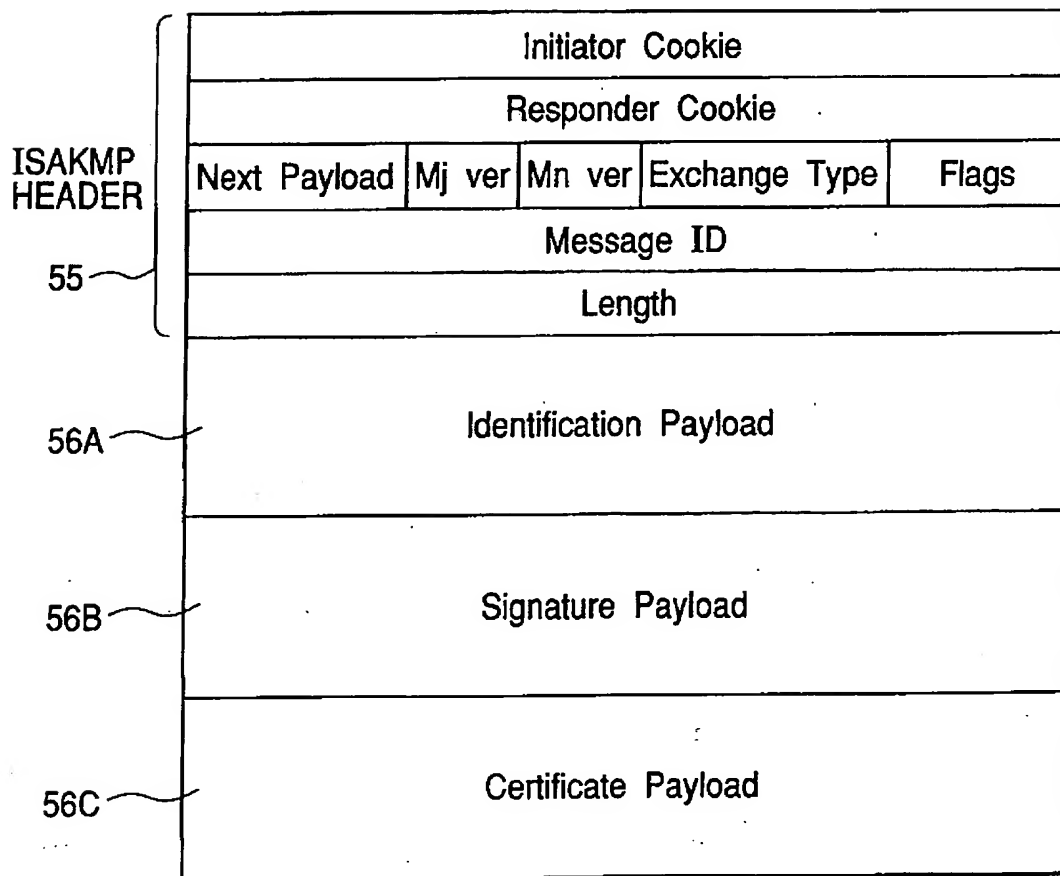 Initiator Cookie
Responder Cookie
ISAKMP
HEADER
Next Payload Mj ver Mn ver Exchange Type Flags
Message ID
55
Length
56A
Identification Payload
56B
Signature Payload
56C
Certificate Payload